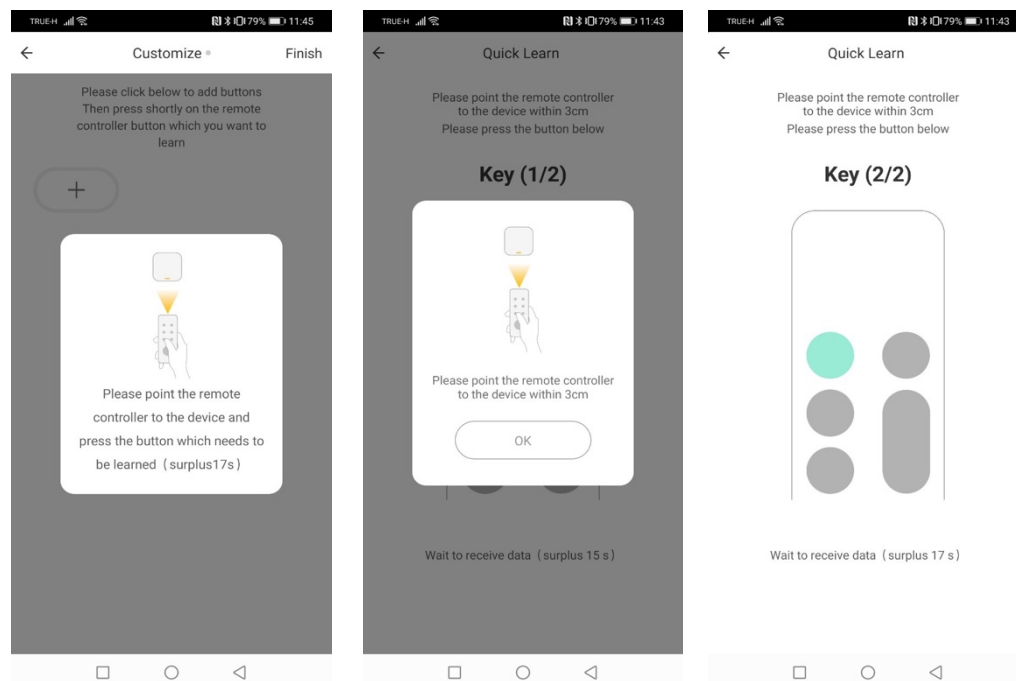 TRUE-H 79% 11:45
Customize
Finish
Please click below to add buttons
Then press shortly on the remote
controller button which you want to
learn
+
Please point the remote
controller to the device and
press the button which needs to
be learned（surplus17s）
TRUE-H 79% 11:43
Quick Learn
Please point the remote controller
to the device within 3cm
Please press the button below
Key (1/2)
Please point the remote controller
to the device within 3cm
OK
Wait to receive data（surplus 15 s）
TRUE-H 79% 11:43
Quick Learn
Please point the remote controller
to the device within 3cm
Please press the button below
Key (2/2)
Wait to receive data（surplus 17 s）